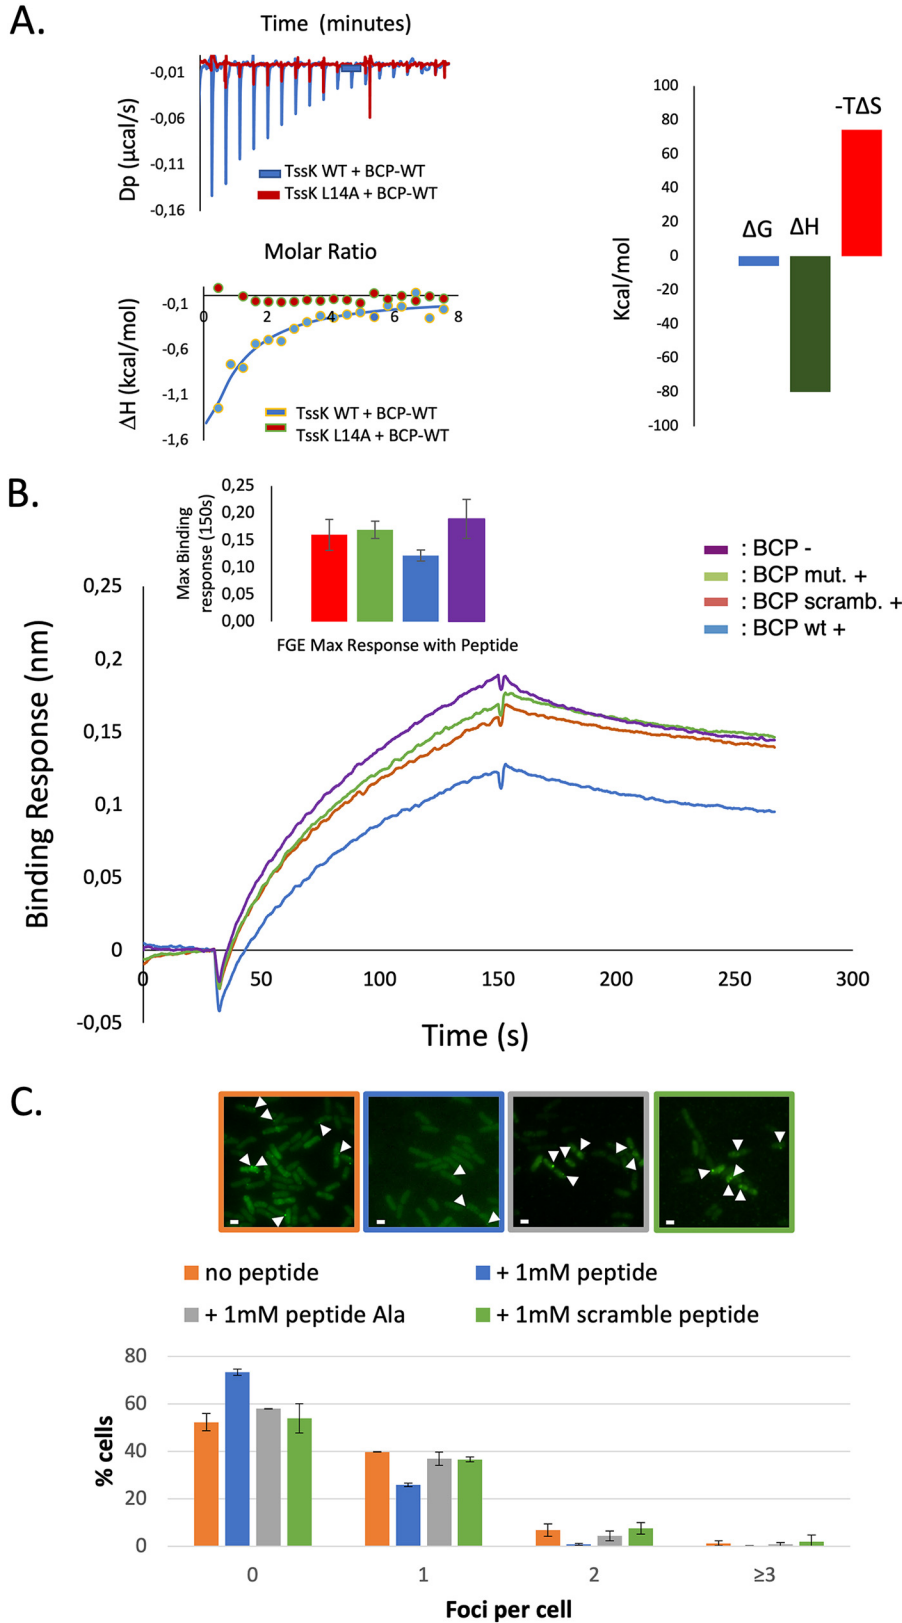 A.
Time (minutes)
-0,01
-0,06
-0,11
-0,16
Dp (µcal/s)
TssK WT + BCP-WT
TssK L14A + BCP-WT
Molar Ratio
-0,1
-0,6
-1,1
-1,6
0 2 4 6 8
ΔH (kcal/mol)
TssK WT + BCP-WT
TssK L14A + BCP-WT
100
80
60
40
20
0
-20
-40
-60
-80
-100
Kcal/mol
ΔG ΔH -TΔS
B.
0,25
0,20
0,15
0,10
0,05
0,00
Max Binding
response (150s)
FGE Max Response with Peptide
: BCP -
: BCP mut. +
: BCP scramb. +
: BCP wt +
0,25
0,2
0,15
0,1
0,05
0
-0,05
0 50 100 150 200 250 300
Binding Response (nm)
Time (s)
C.
no peptide
+ 1mM peptide
+ 1mM peptide Ala
+ 1mM scramble peptide
80
60
40
20
0
% cells
0 1 2 ≥3
Foci per cell